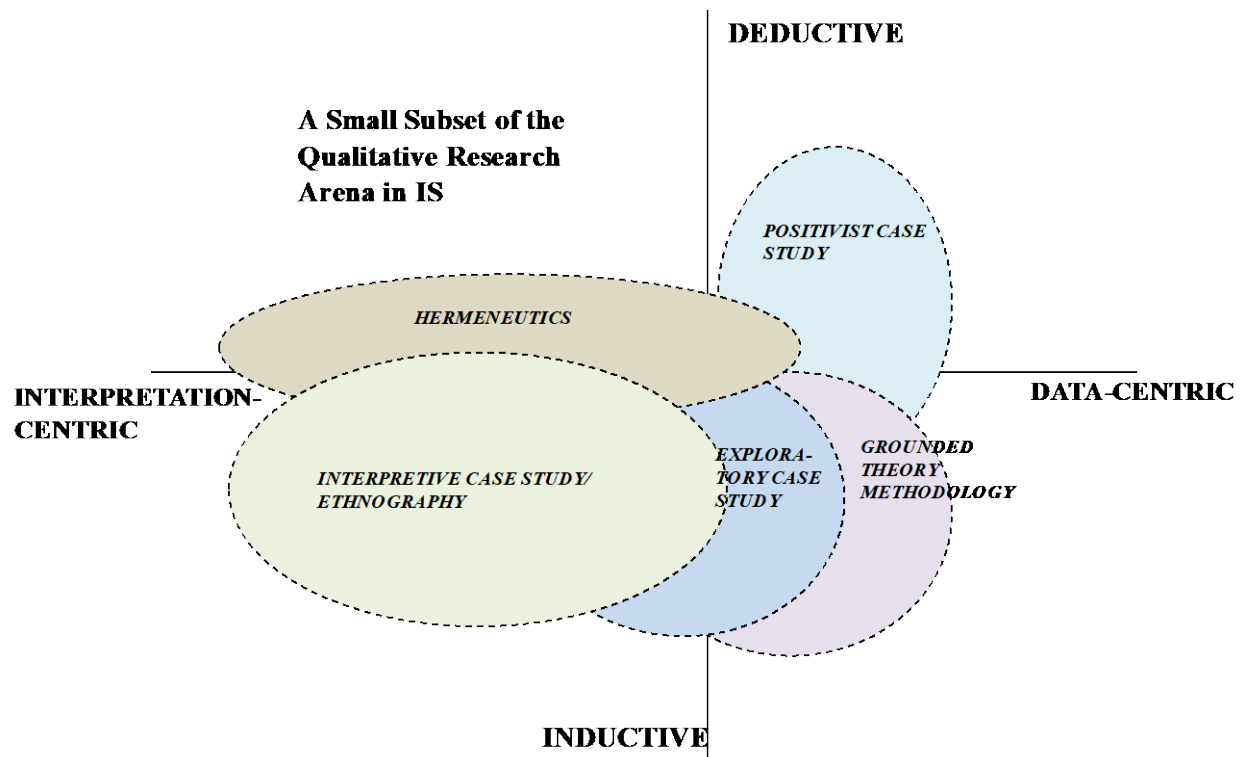 DEDUCTIVE
A Small Subset of the
Qualitative Research
Arena in IS
POSITIVIST CASE
STUDY
HERMENEUTICS
INTERPRETATION-
CENTRIC
DATA-CENTRIC
INTERPRETIVE CASE STUDY/
ETHNOGRAPHY
EXPLORA-
TORY CASE
STUDY
GROUNDED
THEORY
METHODOLOGY
INDUCTIVE